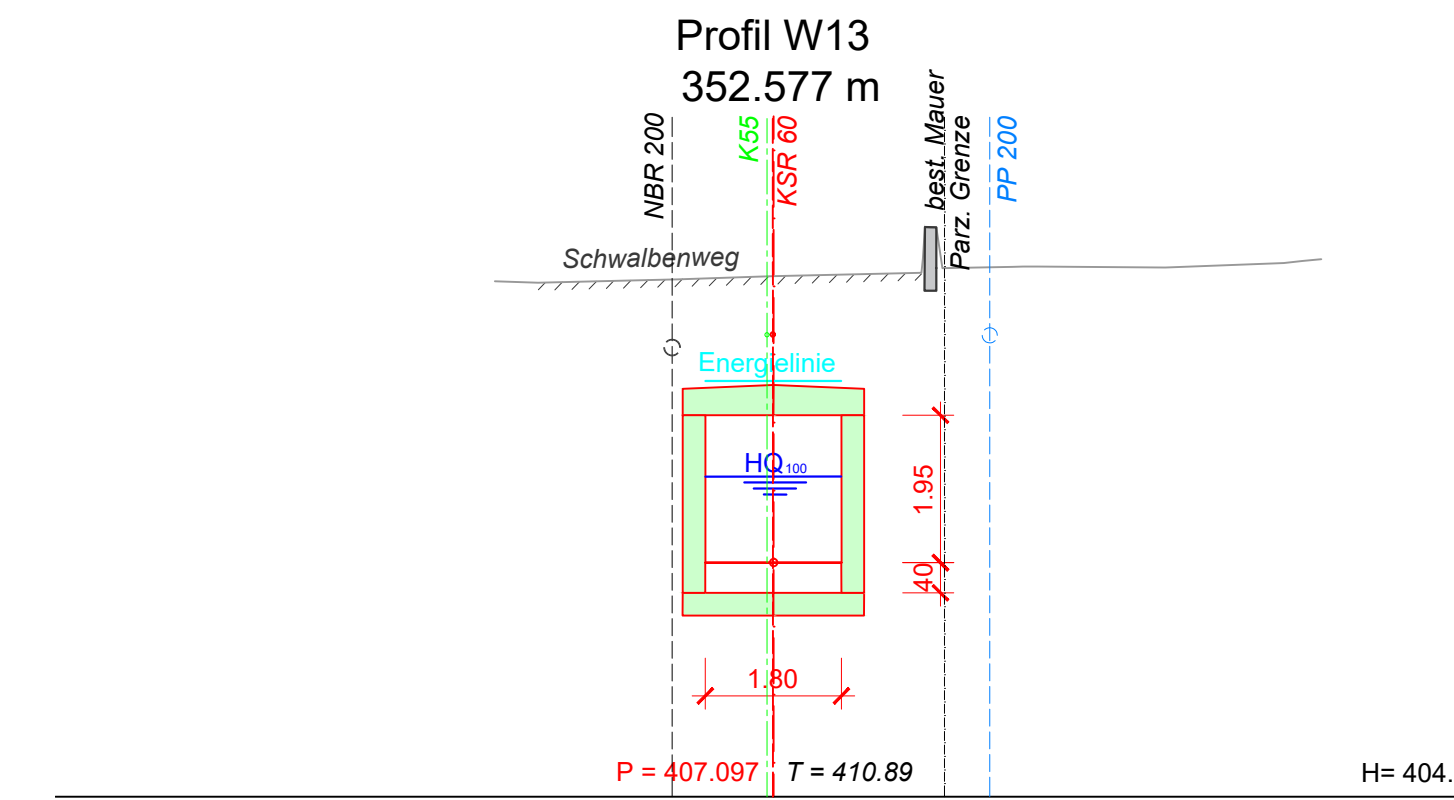 Profil W13
352.577 m
NBR 200
K55
KSR 60
best. Mauer
Parz. Grenze
PP 200
Schwalbenweg
Energielinie
HQ100
1.95
40
1.80
P = 407.097
T = 410.89
H= 404.